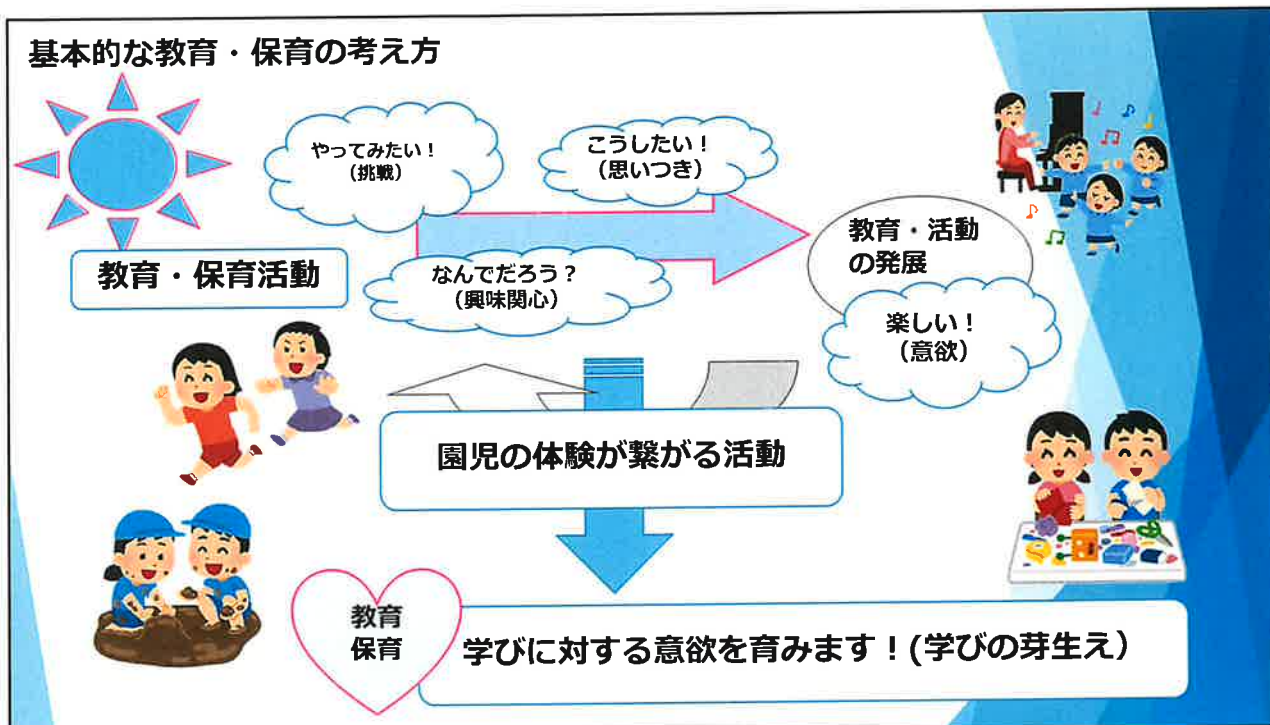 基本的な教育・保育の考え方
やってみたい！
（挑戦）
こうしたい！
（思いつき）
教育・保育活動
なんでだろう？
（興味関心）
教育・活動
の発展
楽しい！
（意欲）
園児の体験が繋がる活動
教育
保育
学びに対する意欲を育みます！(学びの芽生え）